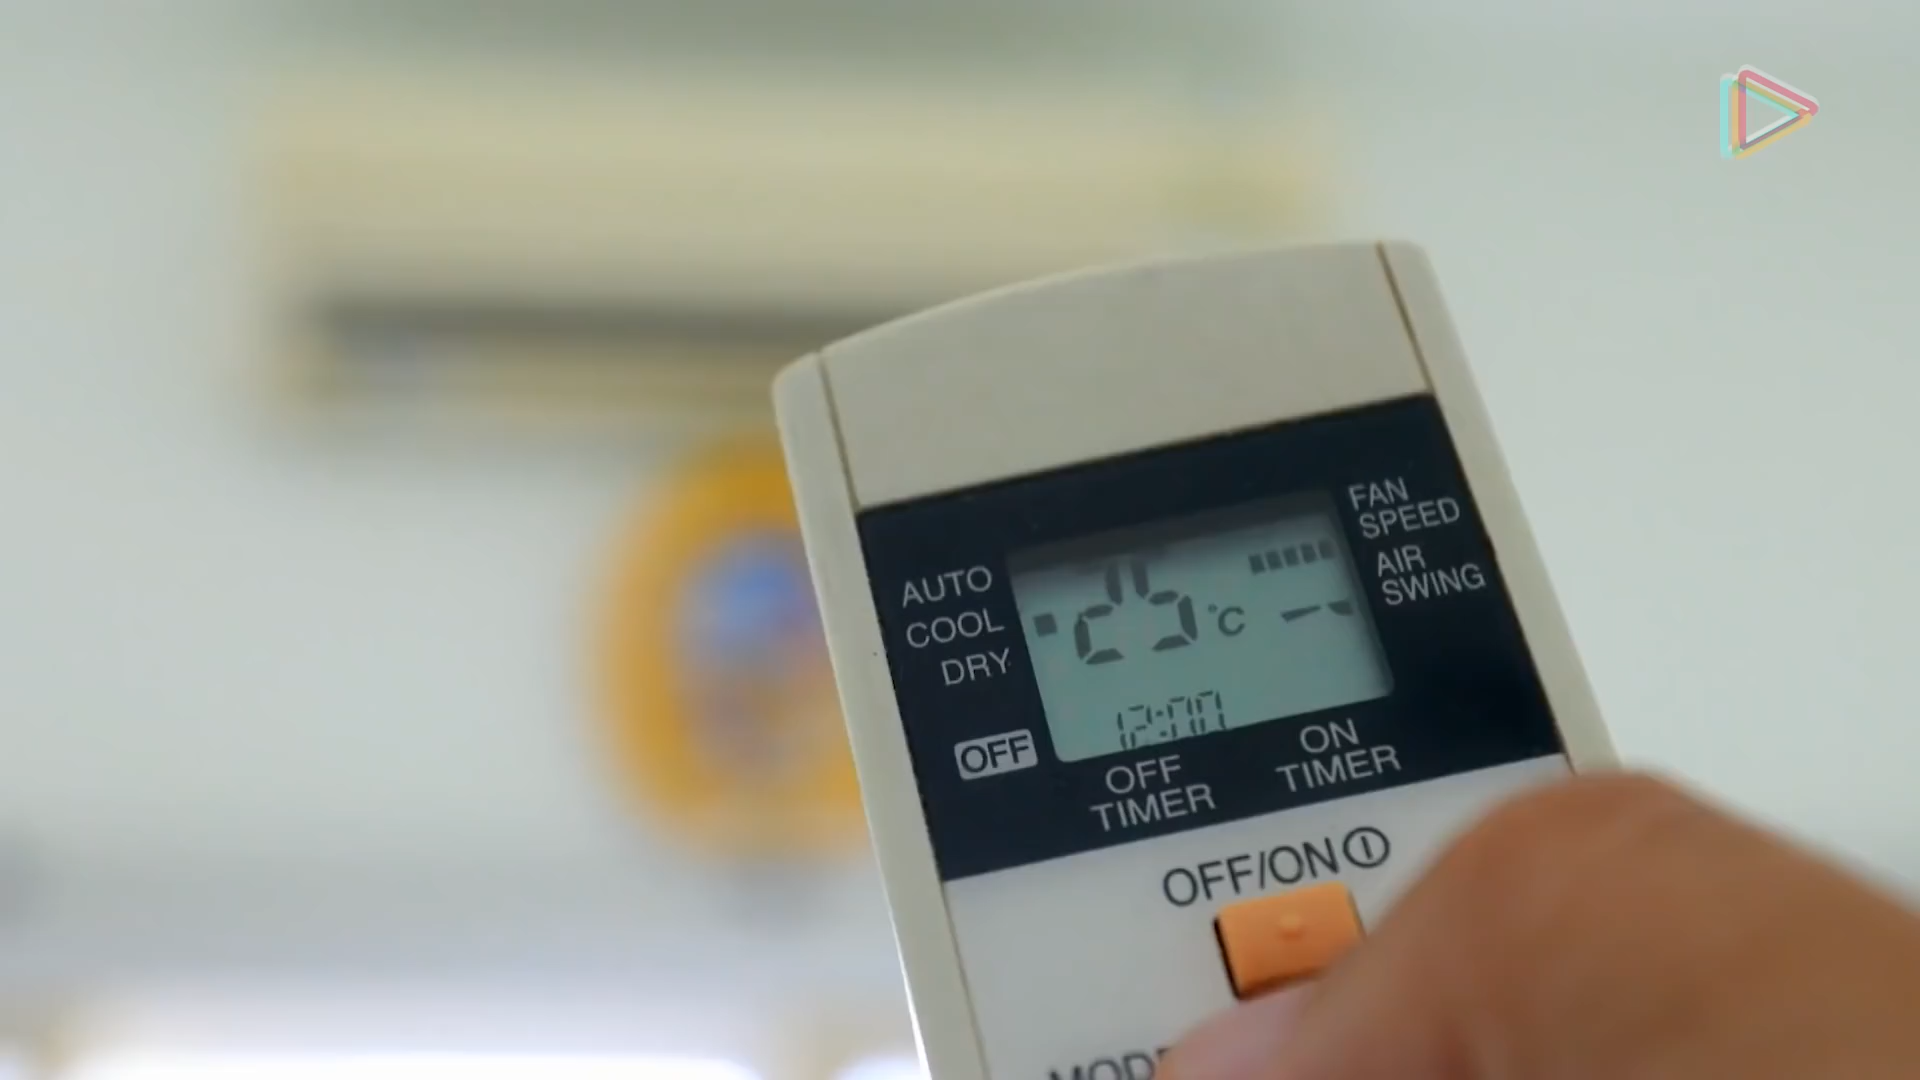 AUTO
COOL
DRY
OFF
25°C
12:00
FAN
SPEED
AIR
SWING
OFF
TIMER
ON
TIMER
OFF/ON